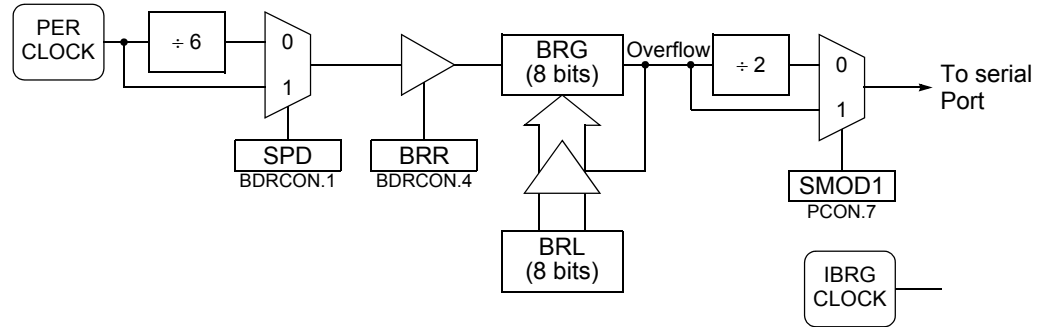 PER
CLOCK
÷ 6
0
1
SPD
BDRCON.1
BRR
BDRCON.4
BRG
(8 bits)
Overflow
÷ 2
0
1
To serial
Port
SMOD1
PCON.7
BRL
(8 bits)
IBRG
CLOCK